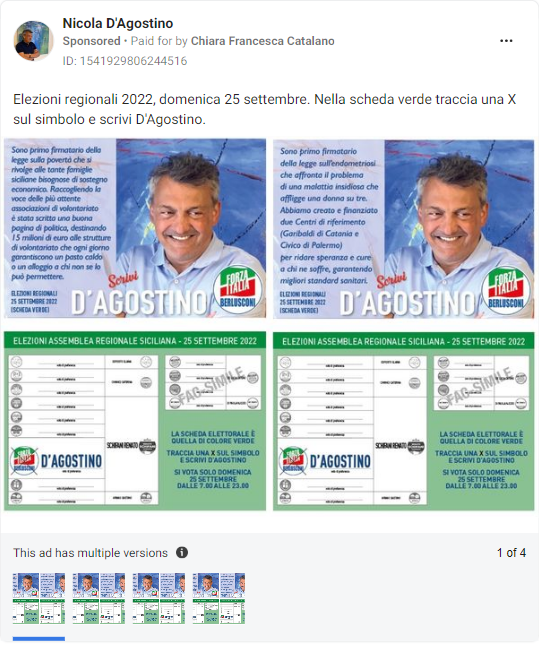 Nicola D'Agostino
Sponsored • Paid for by Chiara Francesca Catalano
ID: 1541929806244516
Elezioni regionali 2022, domenica 25 settembre. Nella scheda verde traccia una X
sul simbolo e scrivi D'Agostino.
Sono primo firmatario della
legge sulla povertà che si
rivolge alle tante famiglie
siciliane bisognose di sostegno
economico. Raccogliendo la
voce delle più attente
associazioni di volontariato
è stata scritta una buona
pagina di politica, destinando
15 milioni di euro alle strutture
di volontariato che ogni giorno
garantiscono un pasto caldo
o un alloggio a chi non se lo
può permettere.
ELEZIONI REGIONALI
25 SETTEMBRE 2022
(SCHEDA VERDE)
Scrivi
D'AGOSTINO
FORZA
ITALIA
BERLUSCONI
Sono primo firmatario
della legge sull'endometriosi
che affronta il problema
di una malattia insidiosa che
affligge una donna su tre.
Abbiamo creato e finanziato
due Centri di riferimento
(Garibaldi di Catania e
Civico di Palermo)
per ridare speranza e cure
a chi ne soffre, garantendo
migliori standard sanitari.
ELEZIONI REGIONALI
25 SETTEMBRE 2022
(SCHEDA VERDE)
Scrivi
D'AGOSTINO
FORZA
ITALIA
BERLUSCONI
ELEZIONI ASSEMBLEA REGIONALE SICILIANA - 25 SETTEMBRE 2022
FAC-SIMILE
SCHIFANI RENATO
FORZA
ITALIA
BERLUSCONI
D'AGOSTINO
LA SCHEDA ELETTORALE È
QUELLA DI COLORE VERDE
TRACCIA UNA X SUL SIMBOLO
E SCRIVI D'AGOSTINO
SI VOTA SOLO DOMENICA
25 SETTEMBRE
DALLE 7.00 ALLE 23.00
ELEZIONI ASSEMBLEA REGIONALE SICILIANA - 25 SETTEMBRE 2022
FAC-SIMILE
SCHIFANI RENATO
FORZA
ITALIA
BERLUSCONI
D'AGOSTINO
LA SCHEDA ELETTORALE È
QUELLA DI COLORE VERDE
TRACCIA UNA X SUL SIMBOLO
E SCRIVI D'AGOSTINO
SI VOTA SOLO DOMENICA
25 SETTEMBRE
DALLE 7.00 ALLE 23.00
This ad has multiple versions
1 of 4